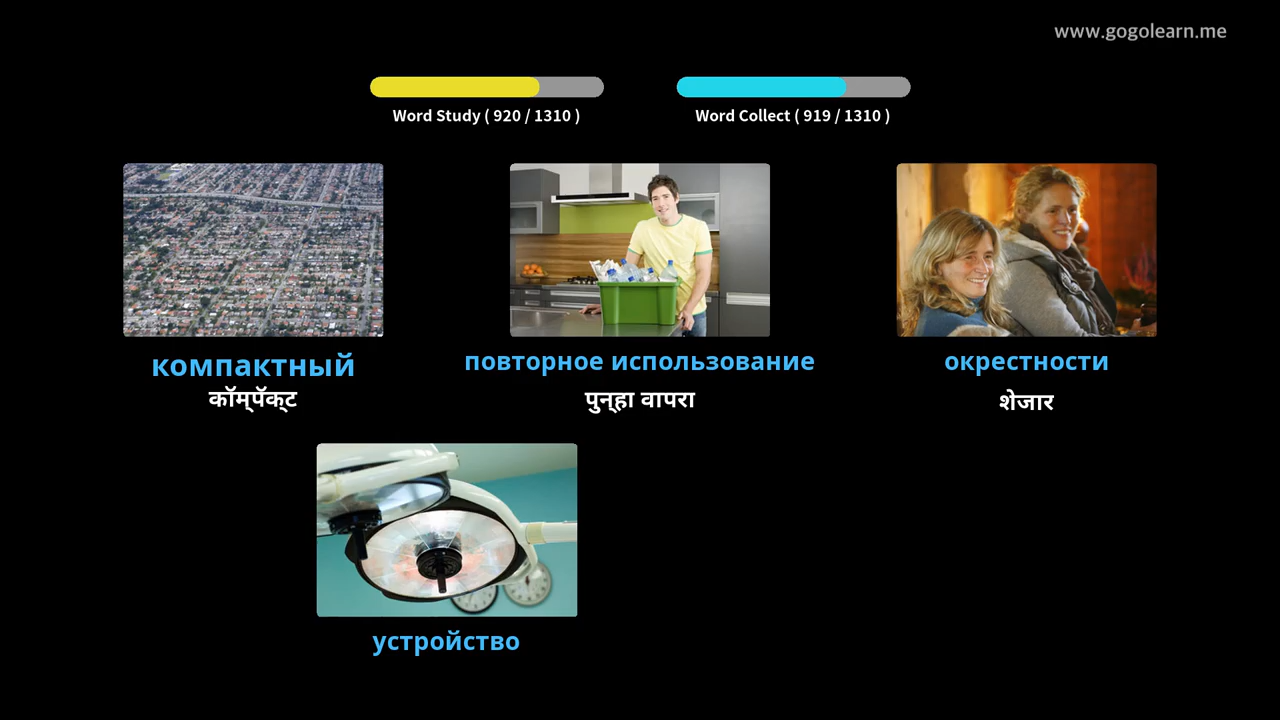 www.gogolearn.me
Word Study ( 920 / 1310 )
Word Collect ( 919 / 1310 )
компактный
कॉम्पॅक्ट
повторное использование
पुन्हा वापरा
окрестности
शेजार
устройство